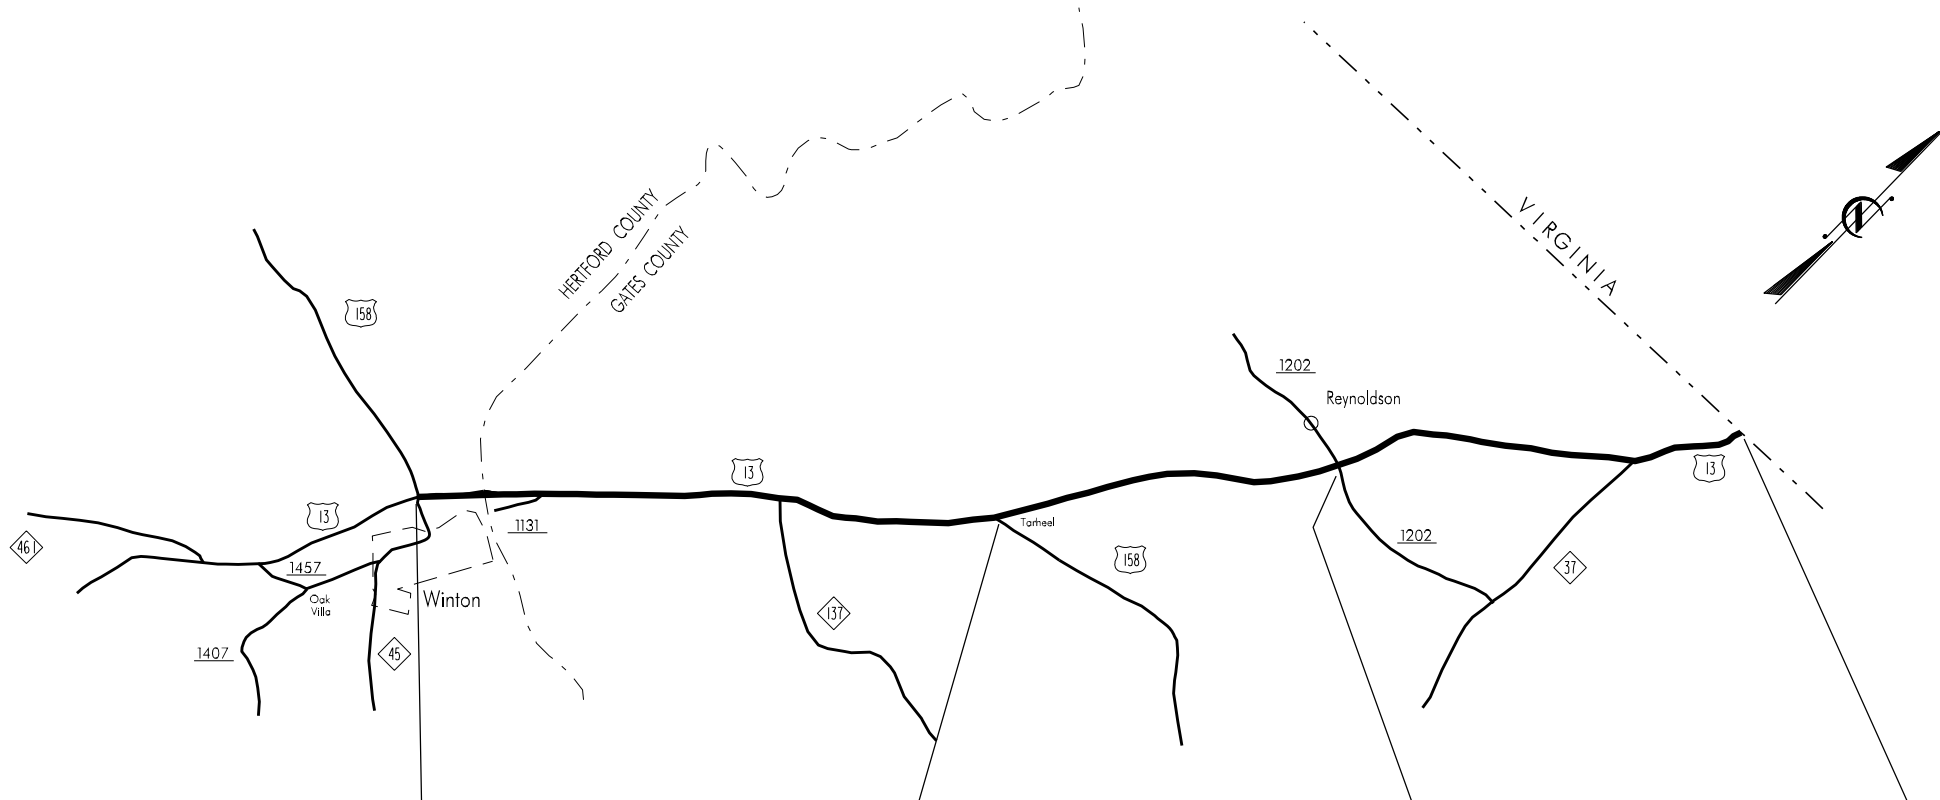 HERTFORD COUNTY
GATES COUNTY
VIRGINIA
N
158
1202
Reynoldson
13
13
13
461
1131
Tarheel
158
1202
37
1457
Oak
Villa
Winton
137
45
1407